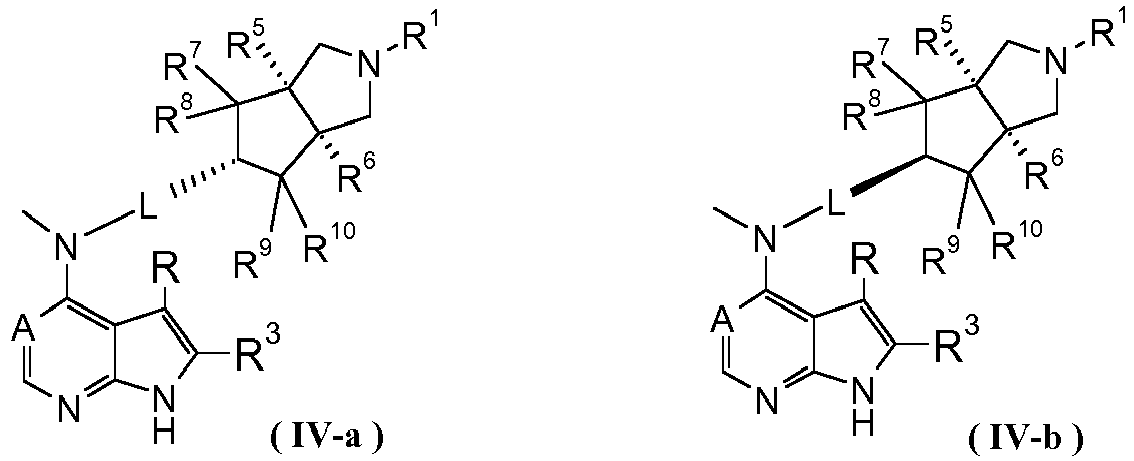 R⁵ R¹ R⁵ R¹
R⁷ N R⁷ N
R⁸ R⁸
R⁶ R⁶
L L
N R⁹ R¹⁰ N R⁹ R¹⁰
R R
A R³ A R³
N N N N
H H
( IV-a ) ( IV-b )